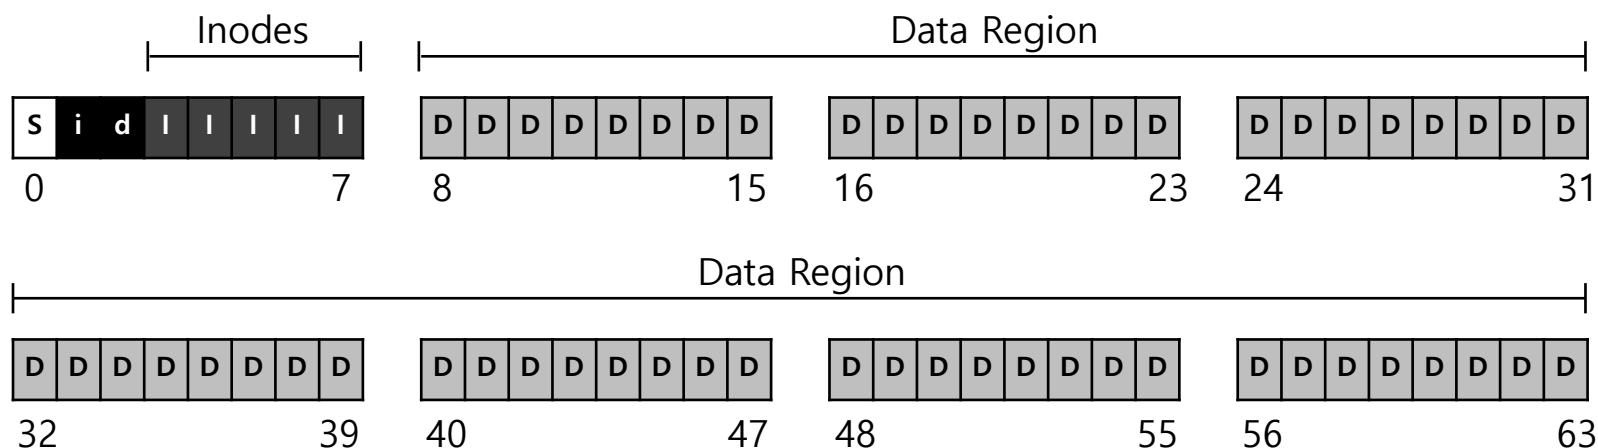 Inodes Data Region
S i d I I I I I D D D D D D D D D D D D D D D D D D D D D D D D
0 7 8 15 16 23 24 31
Data Region
D D D D D D D D D D D D D D D D D D D D D D D D D D D D D D D D
32 39 40 47 48 55 56 63